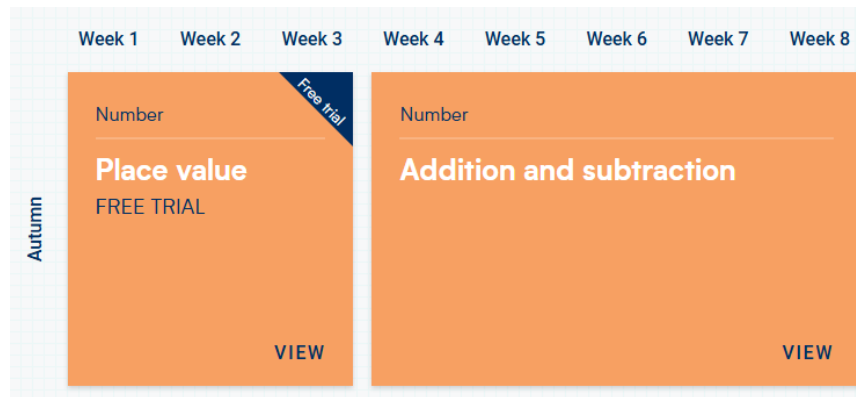 Week 1 Week 2 Week 3 Week 4 Week 5 Week 6 Week 7 Week 8
Autumn
Free trial
Number
Place value
FREE TRIAL
VIEW
Number
Addition and subtraction
VIEW